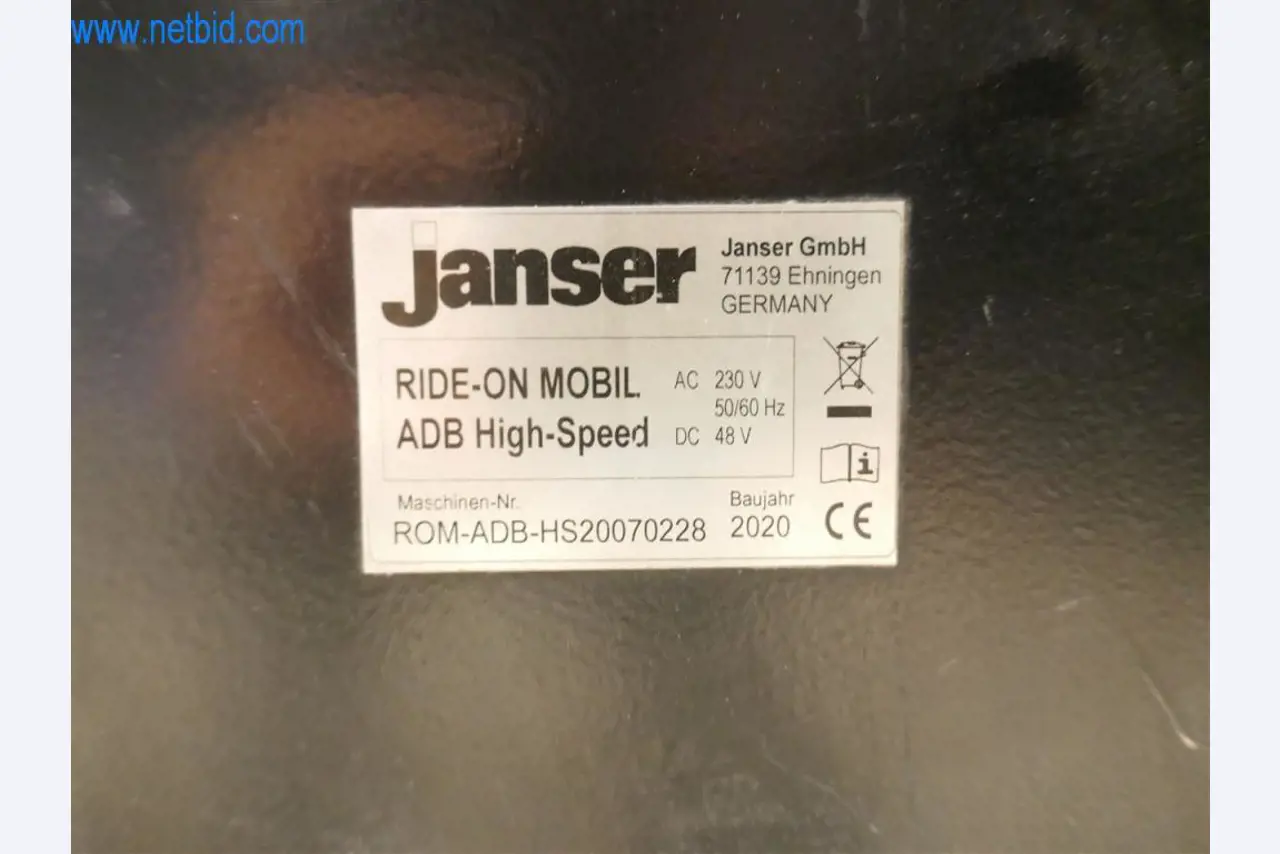 www.netbid.com
janser
Janser GmbH
71139 Ehningen
GERMANY
RIDE-ON MOBIL
ADB High-Speed
AC 230 V
50/60 Hz
DC 48 V
Maschinen-Nr.
ROM-ADB-HS20070228
Baujahr
2020
i
CE